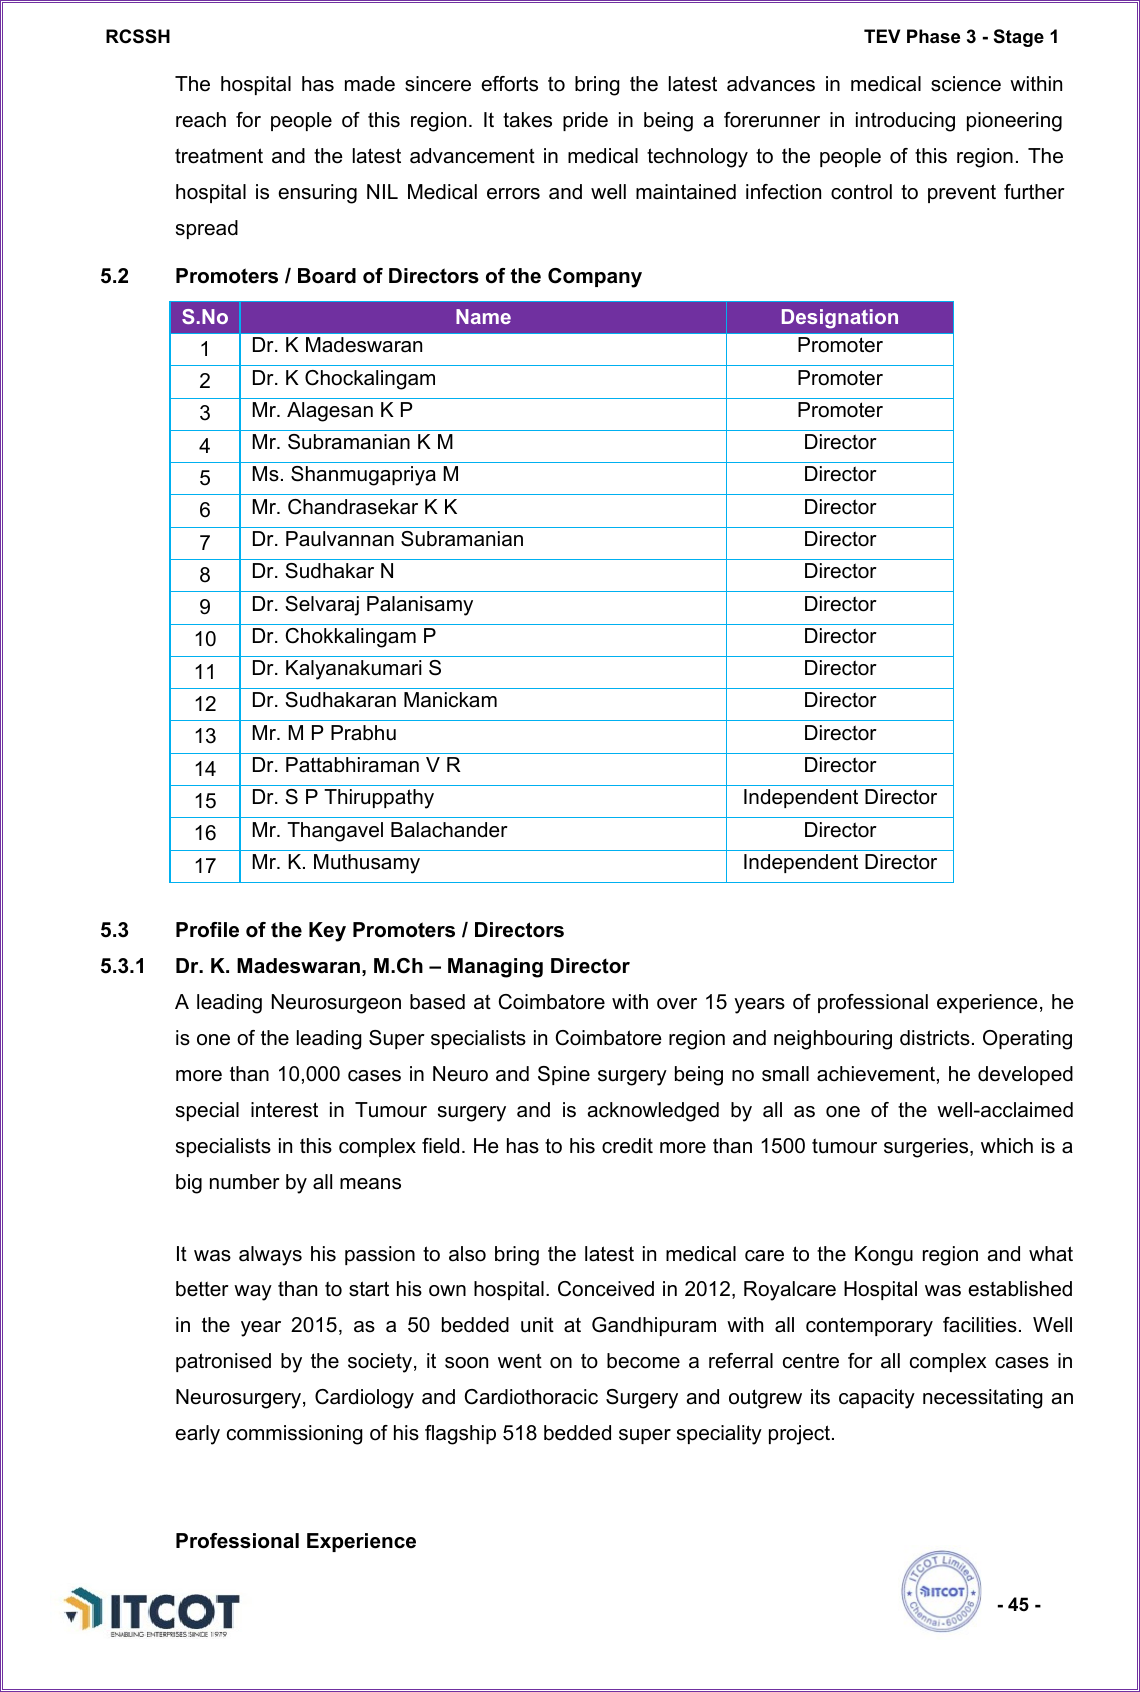 RCSSH TEV Phase 3 - Stage 1
The hospital has made sincere efforts to bring the latest advances in medical science within
reach for people of this region. It takes pride in being a forerunner in introducing pioneering
treatment and the latest advancement in medical technology to the people of this region. The
hospital is ensuring NIL Medical errors and well maintained infection control to prevent further
spread
5.2 Promoters / Board of Directors of the Company
S.No Name Designation
1 Dr. K Madeswaran Promoter
2 Dr. K Chockalingam Promoter
3 Mr. Alagesan K P Promoter
4 Mr. Subramanian K M Director
5 Ms. Shanmugapriya M Director
6 Mr. Chandrasekar K K Director
7 Dr. Paulvannan Subramanian Director
8 Dr. Sudhakar N Director
9 Dr. Selvaraj Palanisamy Director
10 Dr. Chokkalingam P Director
11 Dr. Kalyanakumari S Director
12 Dr. Sudhakaran Manickam Director
13 Mr. M P Prabhu Director
14 Dr. Pattabhiraman V R Director
15 Dr. S P Thiruppathy Independent Director
16 Mr. Thangavel Balachander Director
17 Mr. K. Muthusamy Independent Director
5.3 Profile of the Key Promoters / Directors
5.3.1 Dr. K. Madeswaran, M.Ch – Managing Director
A leading Neurosurgeon based at Coimbatore with over 15 years of professional experience, he
is one of the leading Super specialists in Coimbatore region and neighbouring districts. Operating
more than 10,000 cases in Neuro and Spine surgery being no small achievement, he developed
special interest in Tumour surgery and is acknowledged by all as one of the well-acclaimed
specialists in this complex field. He has to his credit more than 1500 tumour surgeries, which is a
big number by all means
It was always his passion to also bring the latest in medical care to the Kongu region and what
better way than to start his own hospital. Conceived in 2012, Royalcare Hospital was established
in the year 2015, as a 50 bedded unit at Gandhipuram with all contemporary facilities. Well
patronised by the society, it soon went on to become a referral centre for all complex cases in
Neurosurgery, Cardiology and Cardiothoracic Surgery and outgrew its capacity necessitating an
early commissioning of his flagship 518 bedded super speciality project.
Professional Experience
ITCOT
ENABLING ENTERPRISES SINCE 1979
ITCOT Limited
ITCOT
Chennai-600006
- 45 -